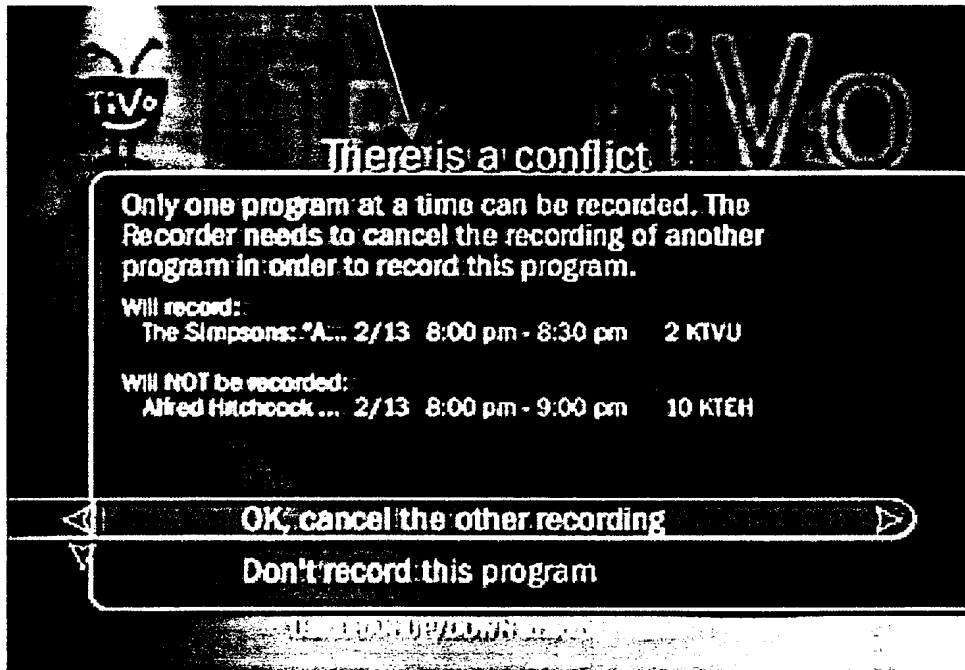 TiVo
iVo
There is a conflict
Only one program at a time can be recorded. The
Recorder needs to cancel the recording of another
program in order to record this program.
Will record:
The Simpsons: "A... 2/13 8:00 pm - 8:30 pm 2 KTVU
Will NOT be recorded:
Alfred Hitchcock ... 2/13 8:00 pm - 9:00 pm 10 KTEH
OK, cancel the other recording
Don't record this program
UP/DOWN